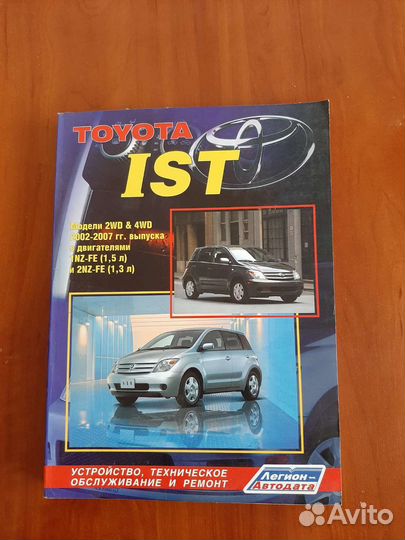 TOYOTA
IST
Модели 2WD & 4WD
2002-2007 гг. выпуска
с двигателями
1NZ-FE (1,5 л)
и 2NZ-FE (1,3 л)
УСТРОЙСТВО, ТЕХНИЧЕСКОЕ
ОБСЛУЖИВАНИЕ И РЕМОНТ
Легион-
Автодата
Avito